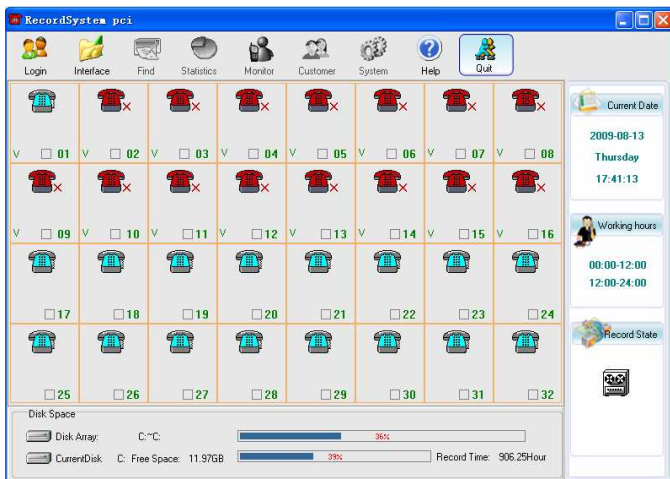 RecordSystem pci
Login Interface Find Statistics Monitor Customer System Help Quit
V 01 V 02 V 03 V 04 V 05 V 06 V 07 V 08
V 09 V 10 V 11 V 12 V 13 V 14 V 15 V 16
17 18 19 20 21 22 23 24
25 26 27 28 29 30 31 32
Current Date
2009-08-13
Thursday
17:41:13
Working hours
00:00-12:00
12:00-24:00
Record State
Disk Space
Disk Array: C:~C: 36%
CurrentDisk C: Free Space: 11.97GB 39% Record Time: 906.25Hour